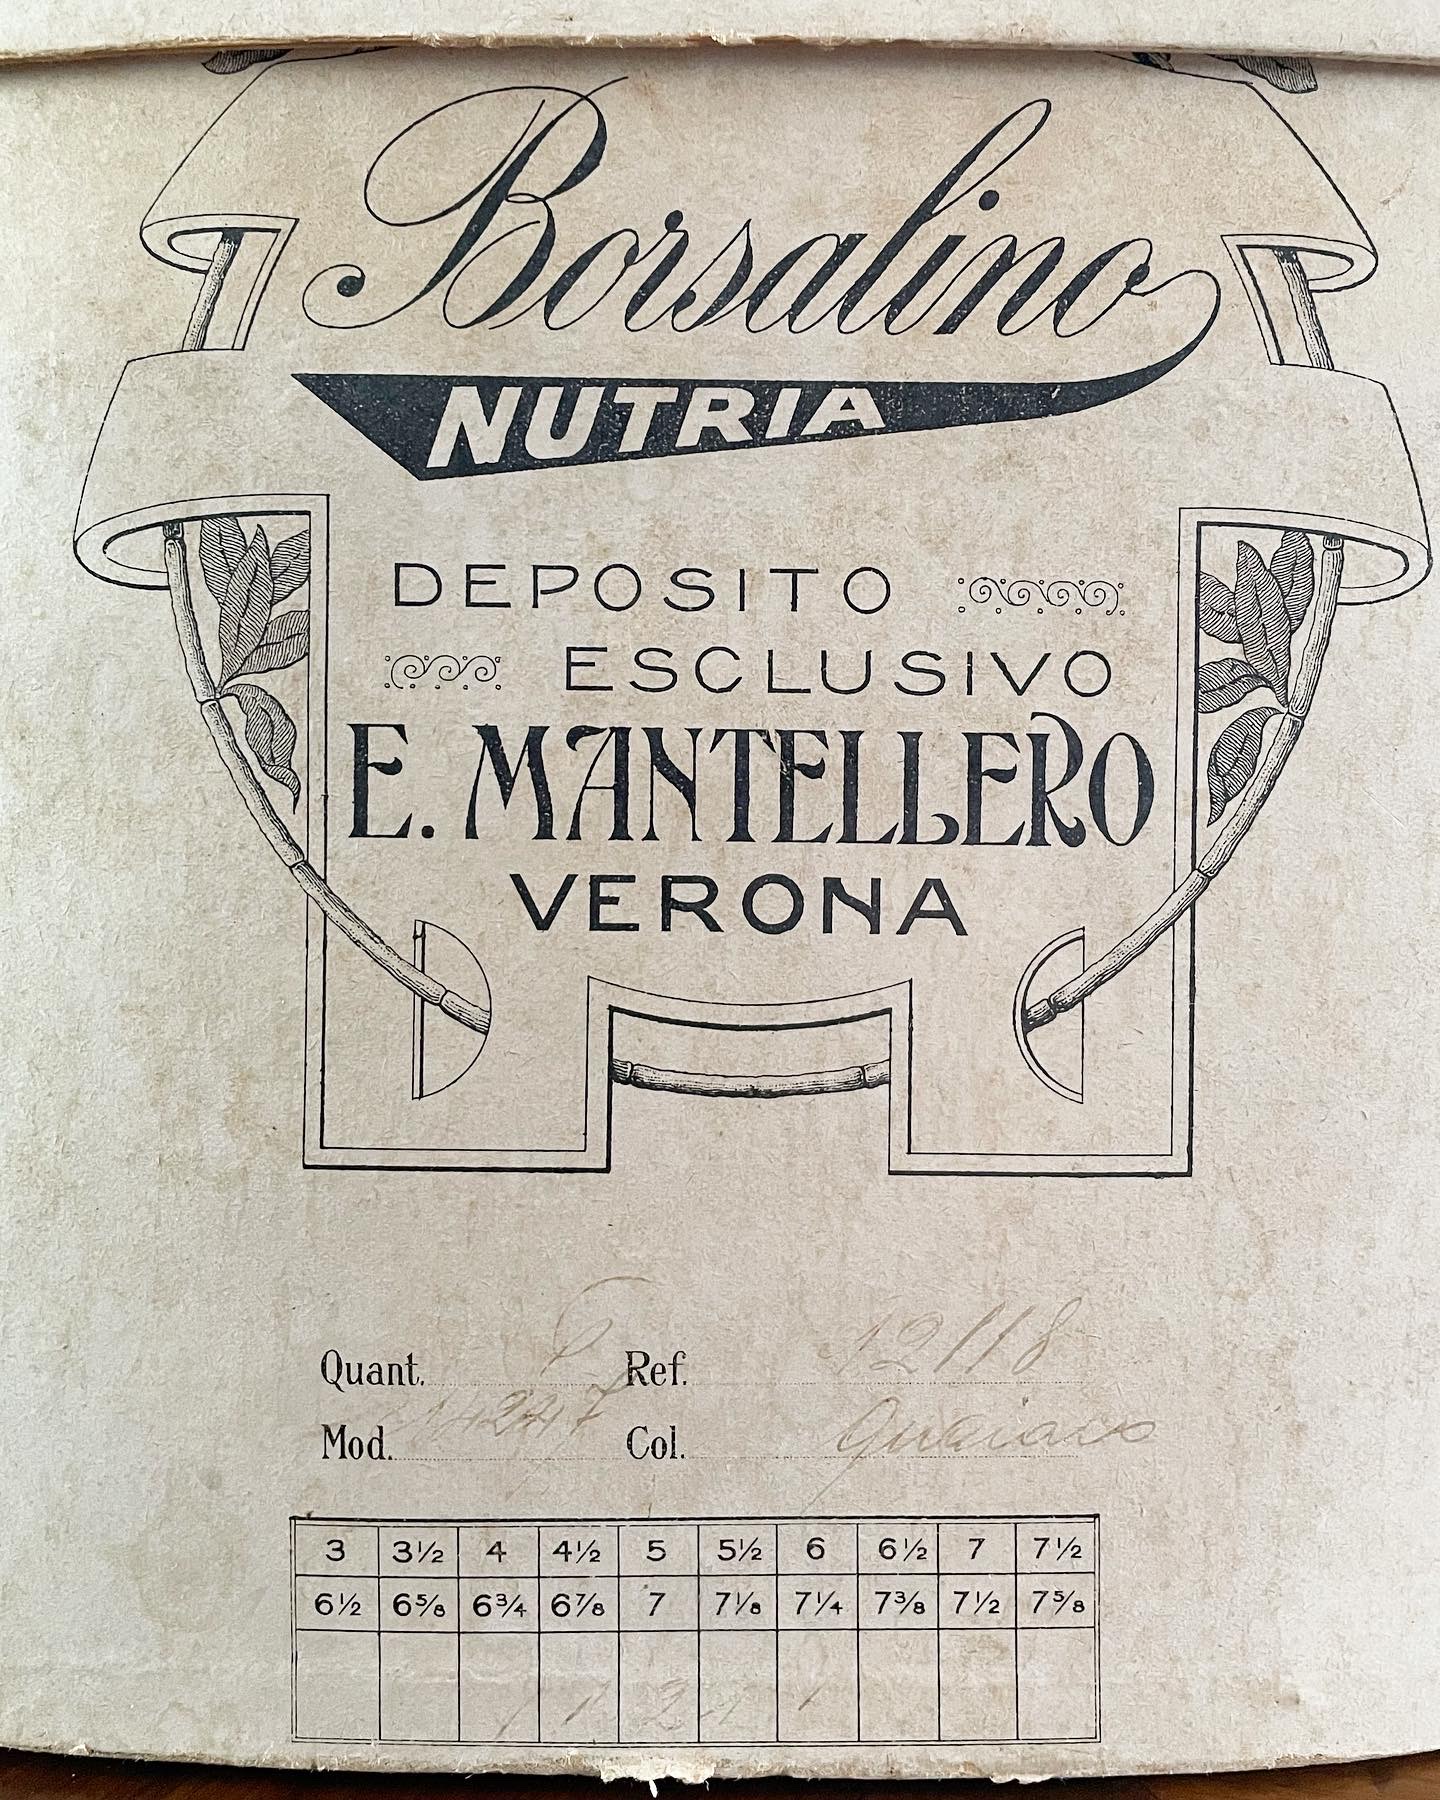 Borsalino
NUTRIA
DEPOSITO
ESCLUSIVO
E. MANTELLERO
VERONA
Quant. Ref. 12118
Mod. Col. Guaiaco
3 3½ 4 4½ 5 5½ 6 6½ 7 7½
6½ 6⅝ 6¾ 6⅞ 7 7⅛ 7¼ 7⅜ 7½ 7⅝